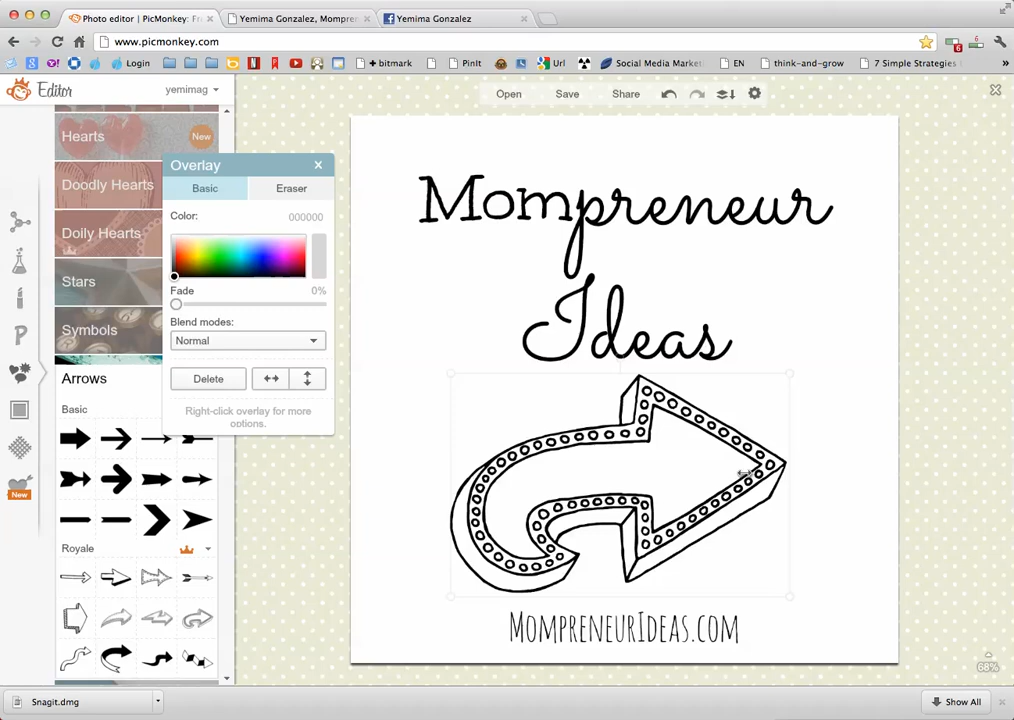 Photo editor | PicMonkey: Fr
Yemima Gonzalez, Mompren
Yemima Gonzalez
www.picmonkey.com
6
6
Login
+ bitmark
PinIt
Url
Social Media Market
EN
think-and-grow
7 Simple Strategies
»
Editor
yemimag
Open
Save
Share
Hearts
New
Doodly Hearts
Doily Hearts
Stars
Symbols
Arrows
Basic
Royale
New
Overlay
Basic
Eraser
Color:
000000
Fade
0%
Blend modes:
Normal
Delete
Right-click overlay for more
options.
Mompreneur
Ideas
MompreneurIdeas.com
68%
Snagit.dmg
Show All